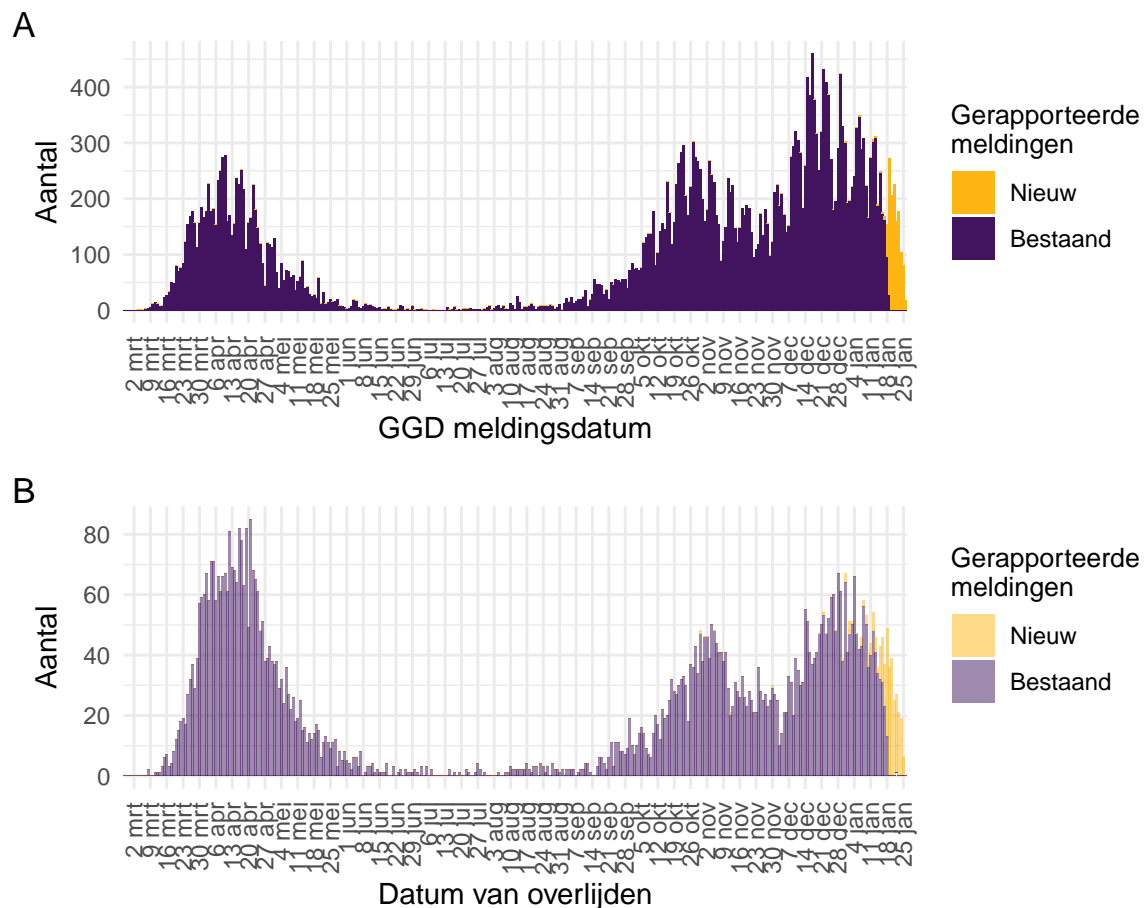 A
Aantal
400
300
200
100
0
2 mrt
9 mrt
16 mrt
23 mrt
30 mrt
6 apr
13 apr
20 apr
27 apr
4 mei
11 mei
18 mei
25 mei
1 jun
8 jun
15 jun
22 jun
29 jun
6 jul
13 jul
20 jul
27 jul
3 aug
10 aug
17 aug
24 aug
31 aug
7 sep
14 sep
21 sep
28 sep
5 okt
12 okt
19 okt
26 okt
2 nov
9 nov
16 nov
23 nov
30 nov
7 dec
14 dec
21 dec
28 dec
4 jan
11 jan
18 jan
25 jan
GGD meldingsdatum
Gerapporteerde
meldingen
Nieuw
Bestaand
B
Aantal
80
60
40
20
0
2 mrt
9 mrt
16 mrt
23 mrt
30 mrt
6 apr
13 apr
20 apr
27 apr
4 mei
11 mei
18 mei
25 mei
1 jun
8 jun
15 jun
22 jun
29 jun
6 jul
13 jul
20 jul
27 jul
3 aug
10 aug
17 aug
24 aug
31 aug
7 sep
14 sep
21 sep
28 sep
5 okt
12 okt
19 okt
26 okt
2 nov
9 nov
16 nov
23 nov
30 nov
7 dec
14 dec
21 dec
28 dec
4 jan
11 jan
18 jan
25 jan
Datum van overlijden
Gerapporteerde
meldingen
Nieuw
Bestaand